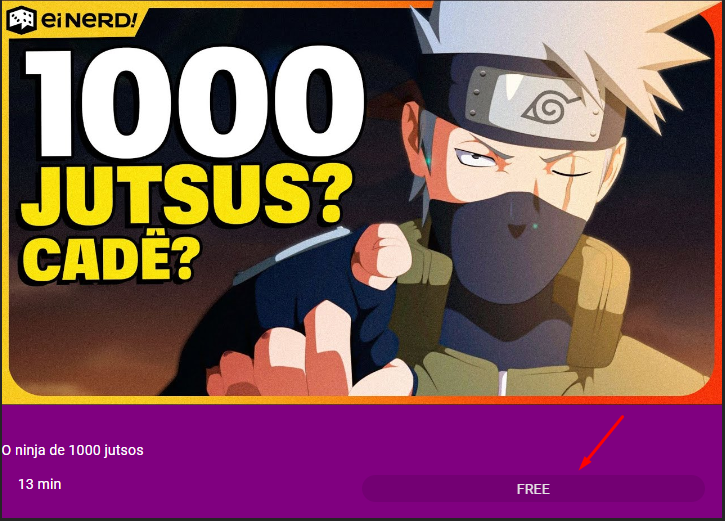 ei NERD!
1000
JUTSUS?
CADÊ?
O ninja de 1000 jutsos
13 min
FREE